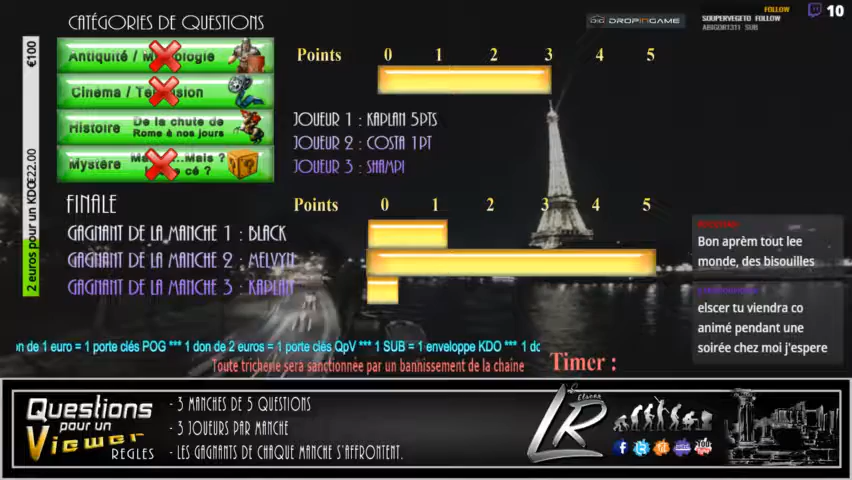 CATÉGORIES DE QUESTIONS
Antiquité /
Cinéma /
Histoire
De la chute de
Rome à nos jours
Mystère
Points 0 1 2 3 4 5
JOUEUR 1 : KAPLAN 5PTS
JOUEUR 2 : COSTA 1PT
JOUEUR 3 : SHAMPI
FINALE
Points 0 1 2 3 4 5
GAGNANT DE LA MANCHE 1 : BLACK
GAGNANT DE LA MANCHE 2 : MELVYN
GAGNANT DE LA MANCHE 3 : KAPLAN
€100
2 euros pour un KDO €22.00
DROPINGAME
FOLLOW
SOUPERVEGETO FOLLOW
ABIGOR1311 SUB
10
Bon aprèm tout lee
monde, des bisouilles
elscer tu viendra co
animé pendant une
soirée chez moi j'espere
n de 1 euro = 1 porte clés POG *** 1 don de 2 euros = 1 porte clés QpV *** 1 SUB = 1 enveloppe KDO *** 1 do
Toute tricherie sera sanctionnée par un bannissement de la chaîne
Timer :
Questions
pour un
Viewer
REGLES
- 3 MANCHES DE 5 QUESTIONS
- 3 JOUEURS PAR MANCHE
- LES GAGNANTS DE CHAQUE MANCHE S'AFFRONTENT.
LR
Elscer